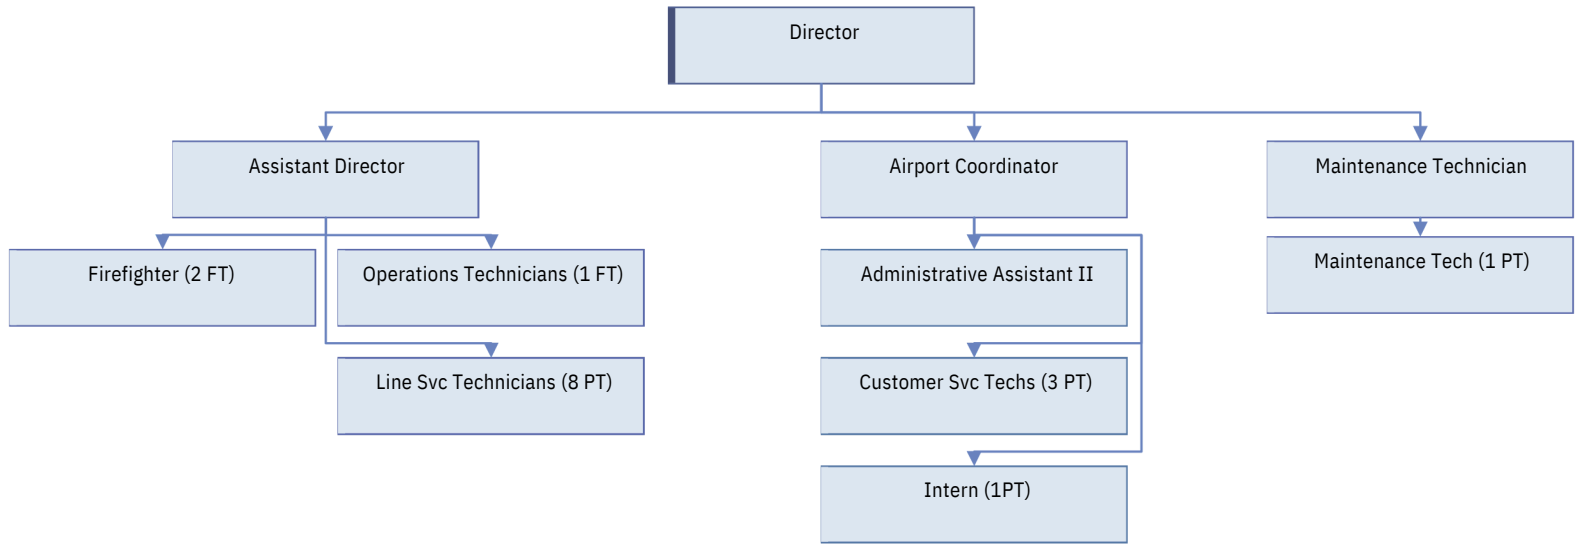 Director
Assistant Director
Airport Coordinator
Maintenance Technician
Firefighter (2 FT)
Operations Technicians (1 FT)
Administrative Assistant II
Maintenance Tech (1 PT)
Line Svc Technicians (8 PT)
Customer Svc Techs (3 PT)
Intern (1PT)